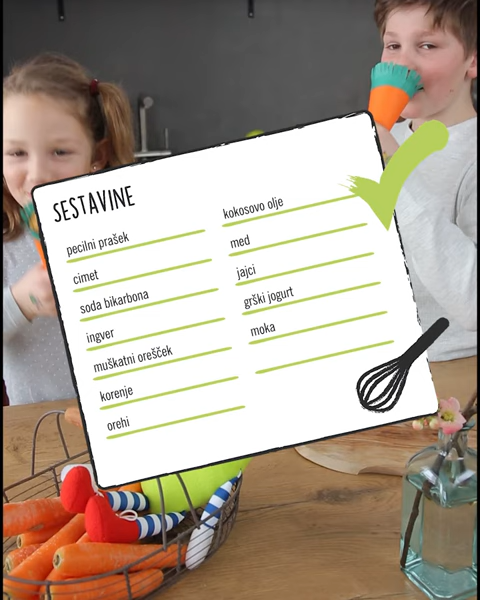 SESTAVINE
pecilni prašek
cimet
soda bikarbona
ingver
muškatni orešček
korenje
orehi
kokosovo olje
med
jajci
grški jogurt
moka